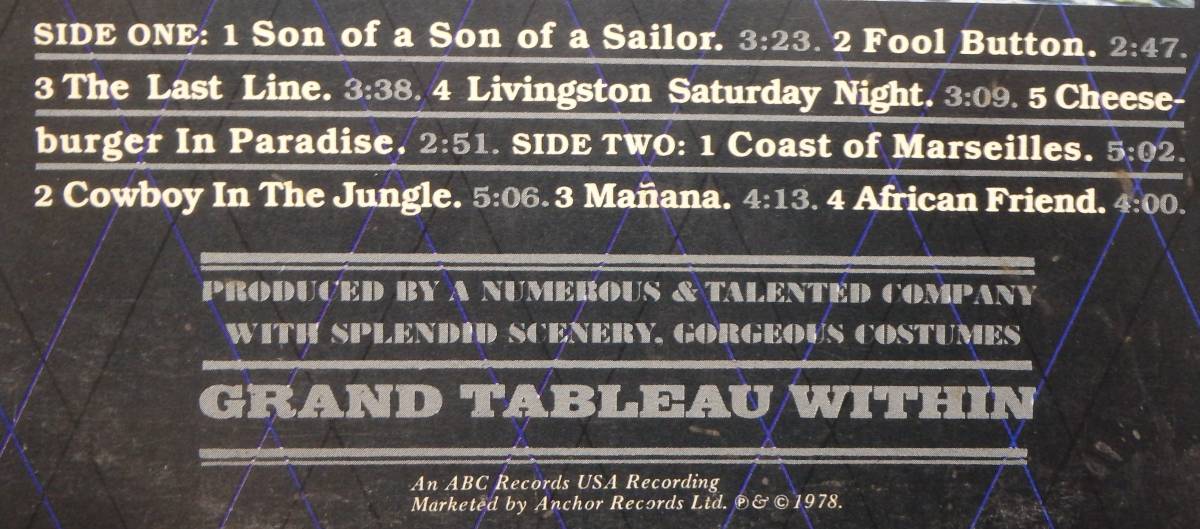 SIDE ONE: 1 Son of a Son of a Sailor. 3:23. 2 Fool Button. 2:47.
3 The Last Line. 3:38. 4 Livingston Saturday Night. 3:09. 5 Cheese-
burger In Paradise. 2:51. SIDE TWO: 1 Coast of Marseilles. 5:02.
2 Cowboy In The Jungle. 5:06. 3 Mañana. 4:13. 4 African Friend. 4:00.
PRODUCED BY A NUMEROUS & TALENTED COMPANY
WITH SPLENDID SCENERY, GORGEOUS COSTUMES
GRAND TABLEAU WITHIN
An ABC Records USA Recording
Marketed by Anchor Records Ltd. ℗ & © 1978.